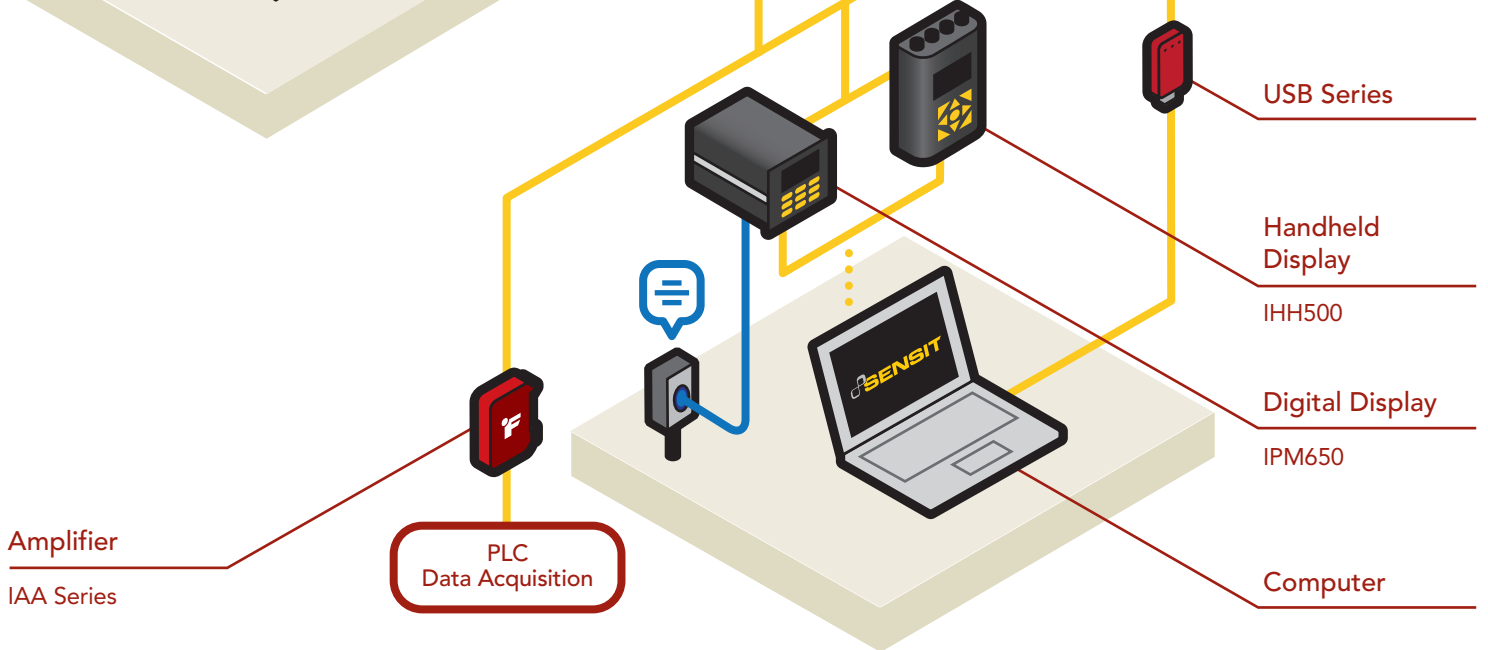 USB Series
Handheld
Display
IHH500
SENSIT
Digital Display
IPM650
Amplifier
IAA Series
PLC
Data Acquisition
Computer